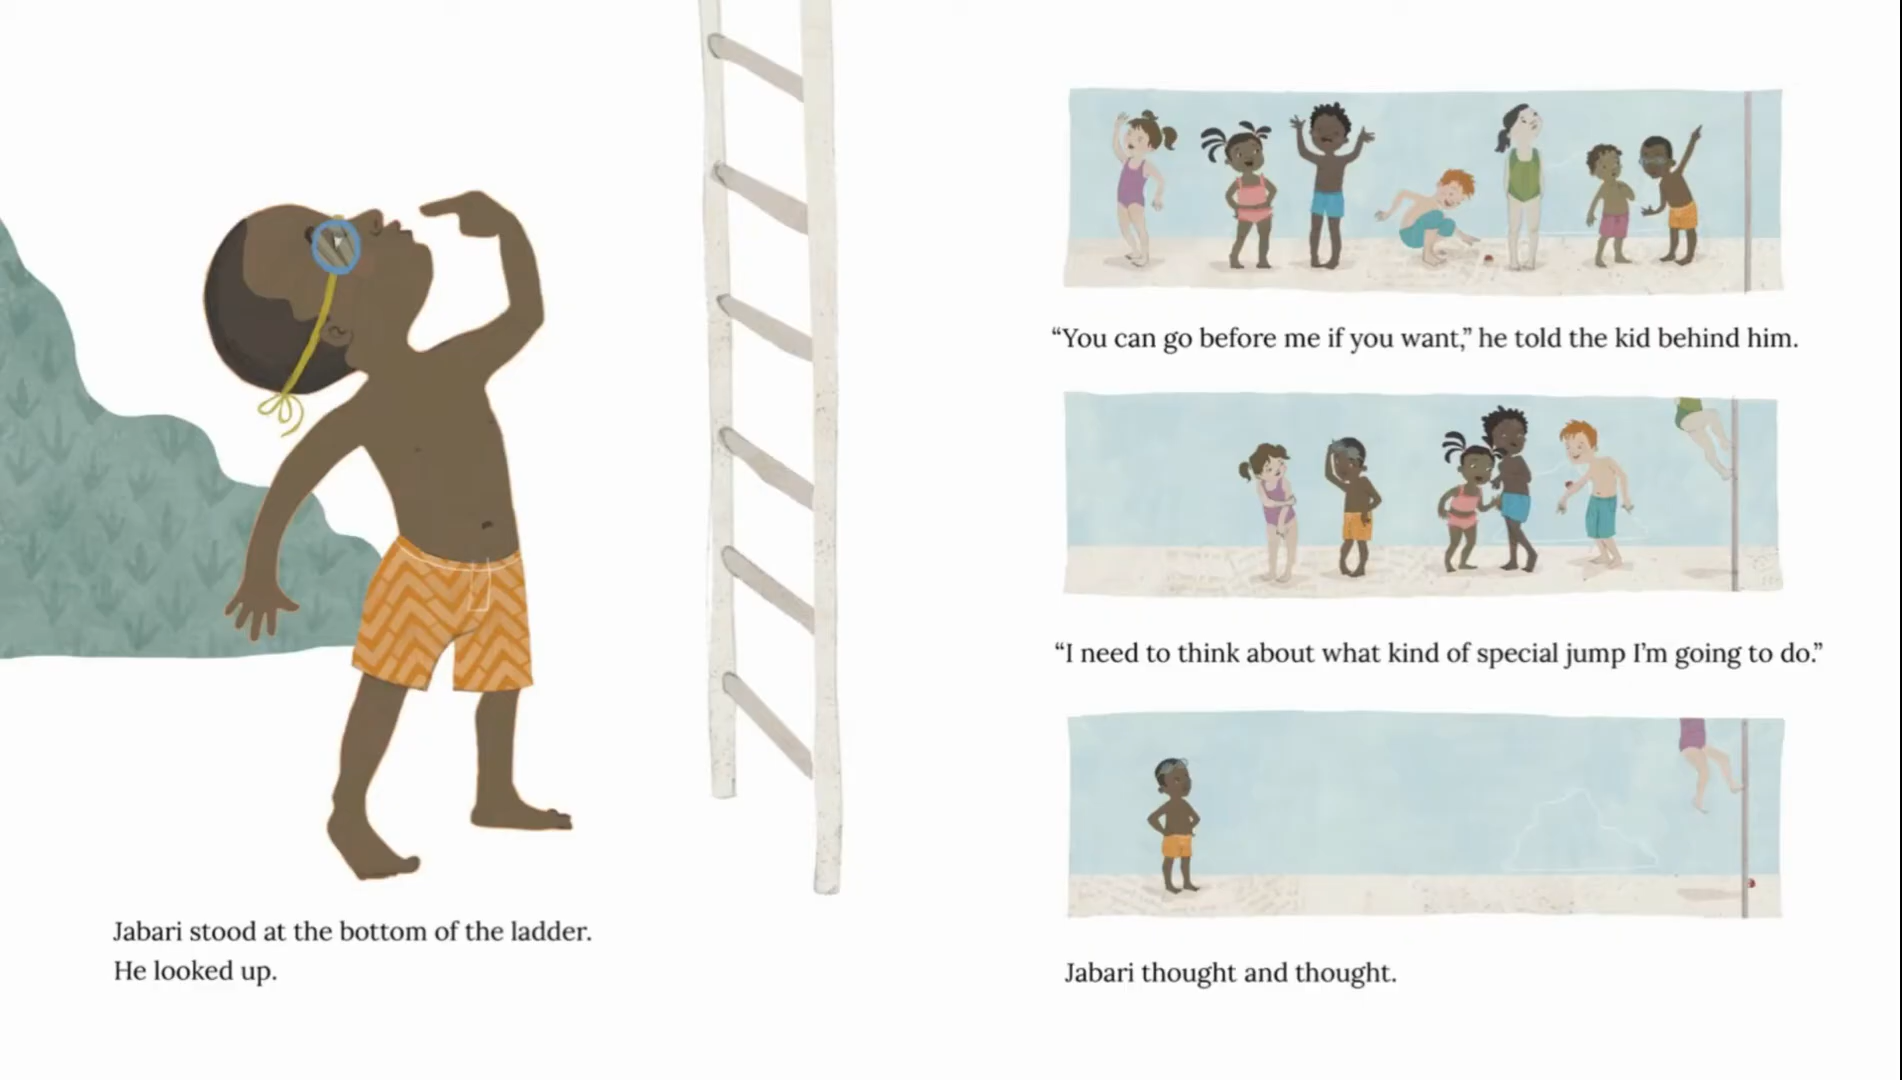 Jabari stood at the bottom of the ladder.
He looked up.
“You can go before me if you want,” he told the kid behind him.
“I need to think about what kind of special jump I’m going to do.”
Jabari thought and thought.